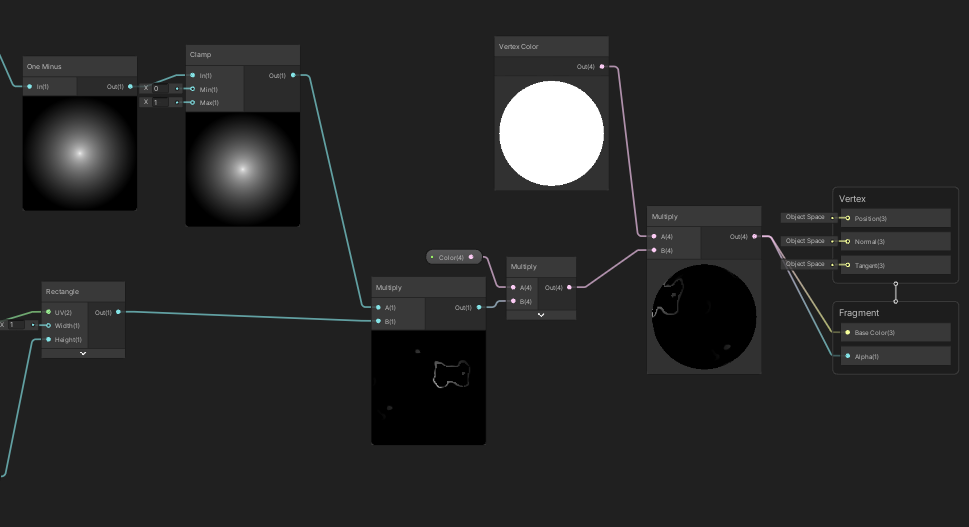 One Minus
In(1) Out(1)
Clamp
In(1) Out(1)
X 0 Min(1)
X 1 Max(1)
Vertex Color
Out(4)
Rectangle
UV(2) Out(1)
X 1 Width(1)
Height(1)
Multiply
A(1) Out(1)
B(1)
Color(4)
Multiply
A(4) Out(4)
B(4)
Multiply
A(4) Out(4)
B(4)
Vertex
Object Space Position(3)
Object Space Normal(3)
Object Space Tangent(3)
Fragment
Base Color(3)
Alpha(1)